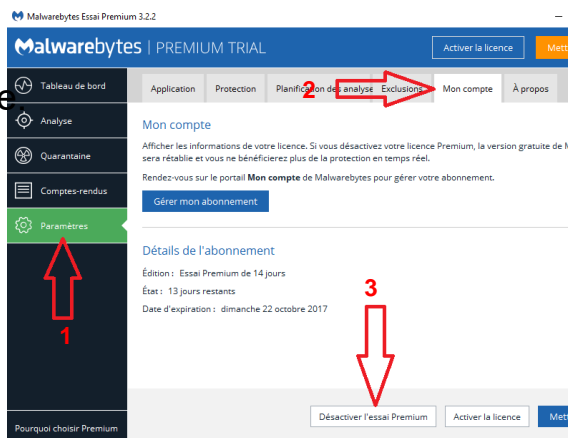 Malwarebytes Essai Premium 3.2.2
Malwarebytes | PREMIUM TRIAL
Activer la licence
Mett
e.
Tableau de bord
Analyse
Quarantaine
Comptes-rendus
Paramètres
1
Pourquoi choisir Premium
2
Application Protection Planification des analyse Exclusions Mon compte À propos
Mon compte
Afficher les informations de votre licence. Si vous désactivez votre licence Premium, la version gratuite de M
sera rétablie et vous ne bénéficierez plus de la protection en temps réel.
Rendez-vous sur le portail Mon compte de Malwarebytes pour gérer votre abonnement.
Gérer mon abonnement
Détails de l'abonnement
Édition : Essai Premium de 14 jours
État : 13 jours restants
Date d'expiration : dimanche 22 octobre 2017
3
Désactiver l'essai Premium
Activer la licence
Mett